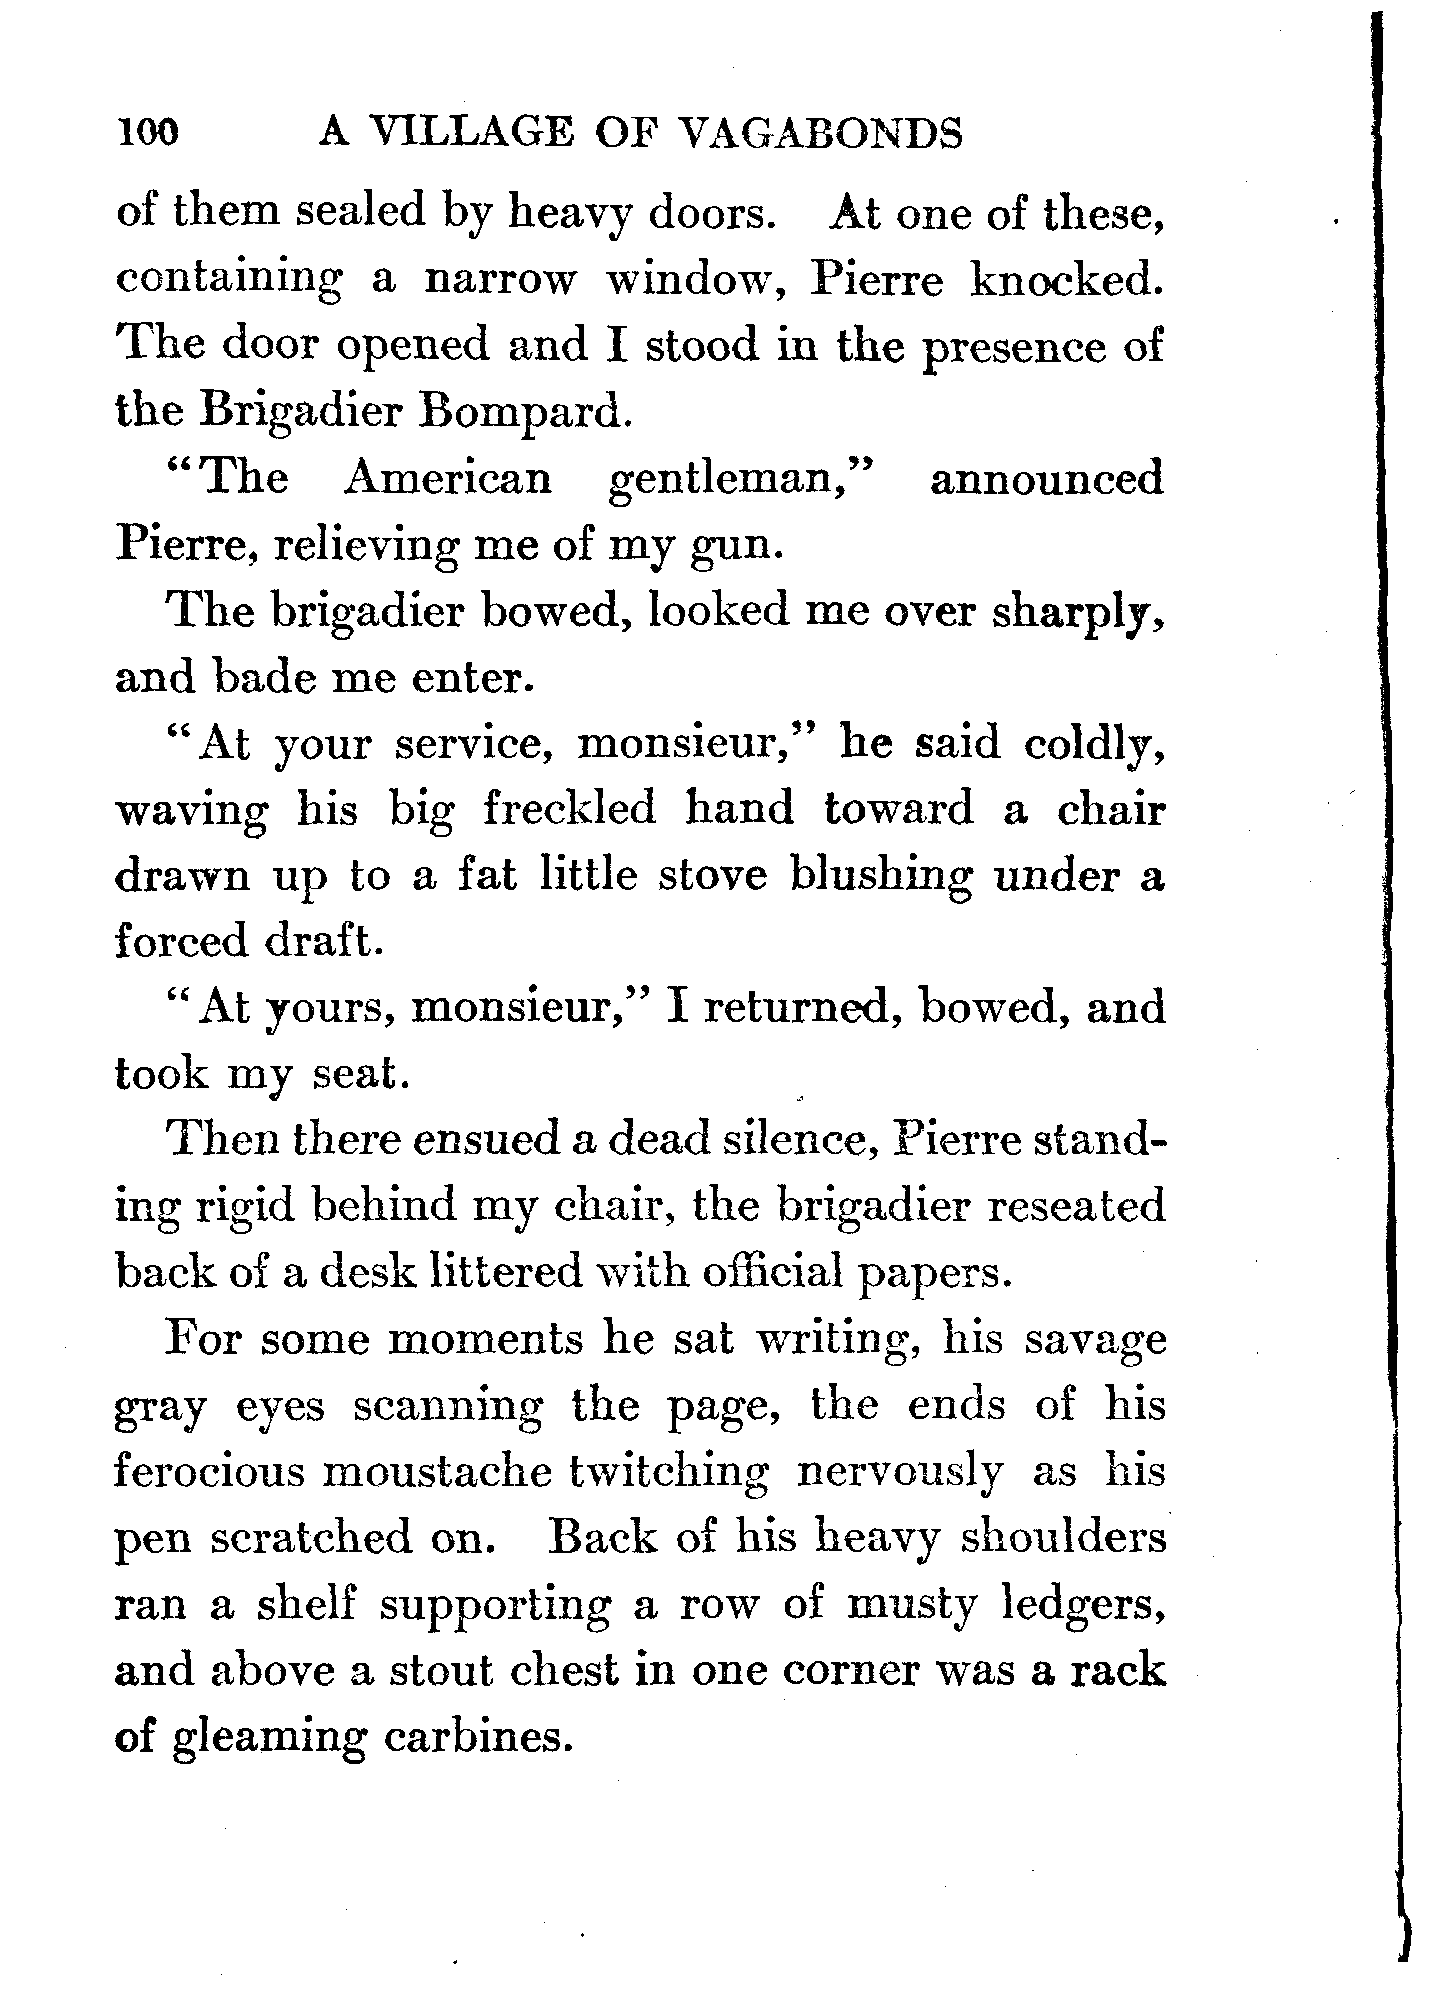 100 A VILLAGE OF VAGABONDS
of them sealed by heavy doors. At one of these,
containing a narrow window, Pierre knocked.
The door opened and I stood in the presence of
the Brigadier Bompard.
“The American gentleman,” announced
Pierre, relieving me of my gun.
The brigadier bowed, looked me over sharply,
and bade me enter.
“At your service, monsieur,” he said coldly,
waving his big freckled hand toward a chair
drawn up to a fat little stove blushing under a
forced draft.
“At yours, monsieur,” I returned, bowed, and
took my seat.
Then there ensued a dead silence, Pierre stand-
ing rigid behind my chair, the brigadier reseated
back of a desk littered with official papers.
For some moments he sat writing, his savage
gray eyes scanning the page, the ends of his
ferocious moustache twitching nervously as his
pen scratched on. Back of his heavy shoulders
ran a shelf supporting a row of musty ledgers,
and above a stout chest in one corner was a rack
of gleaming carbines.